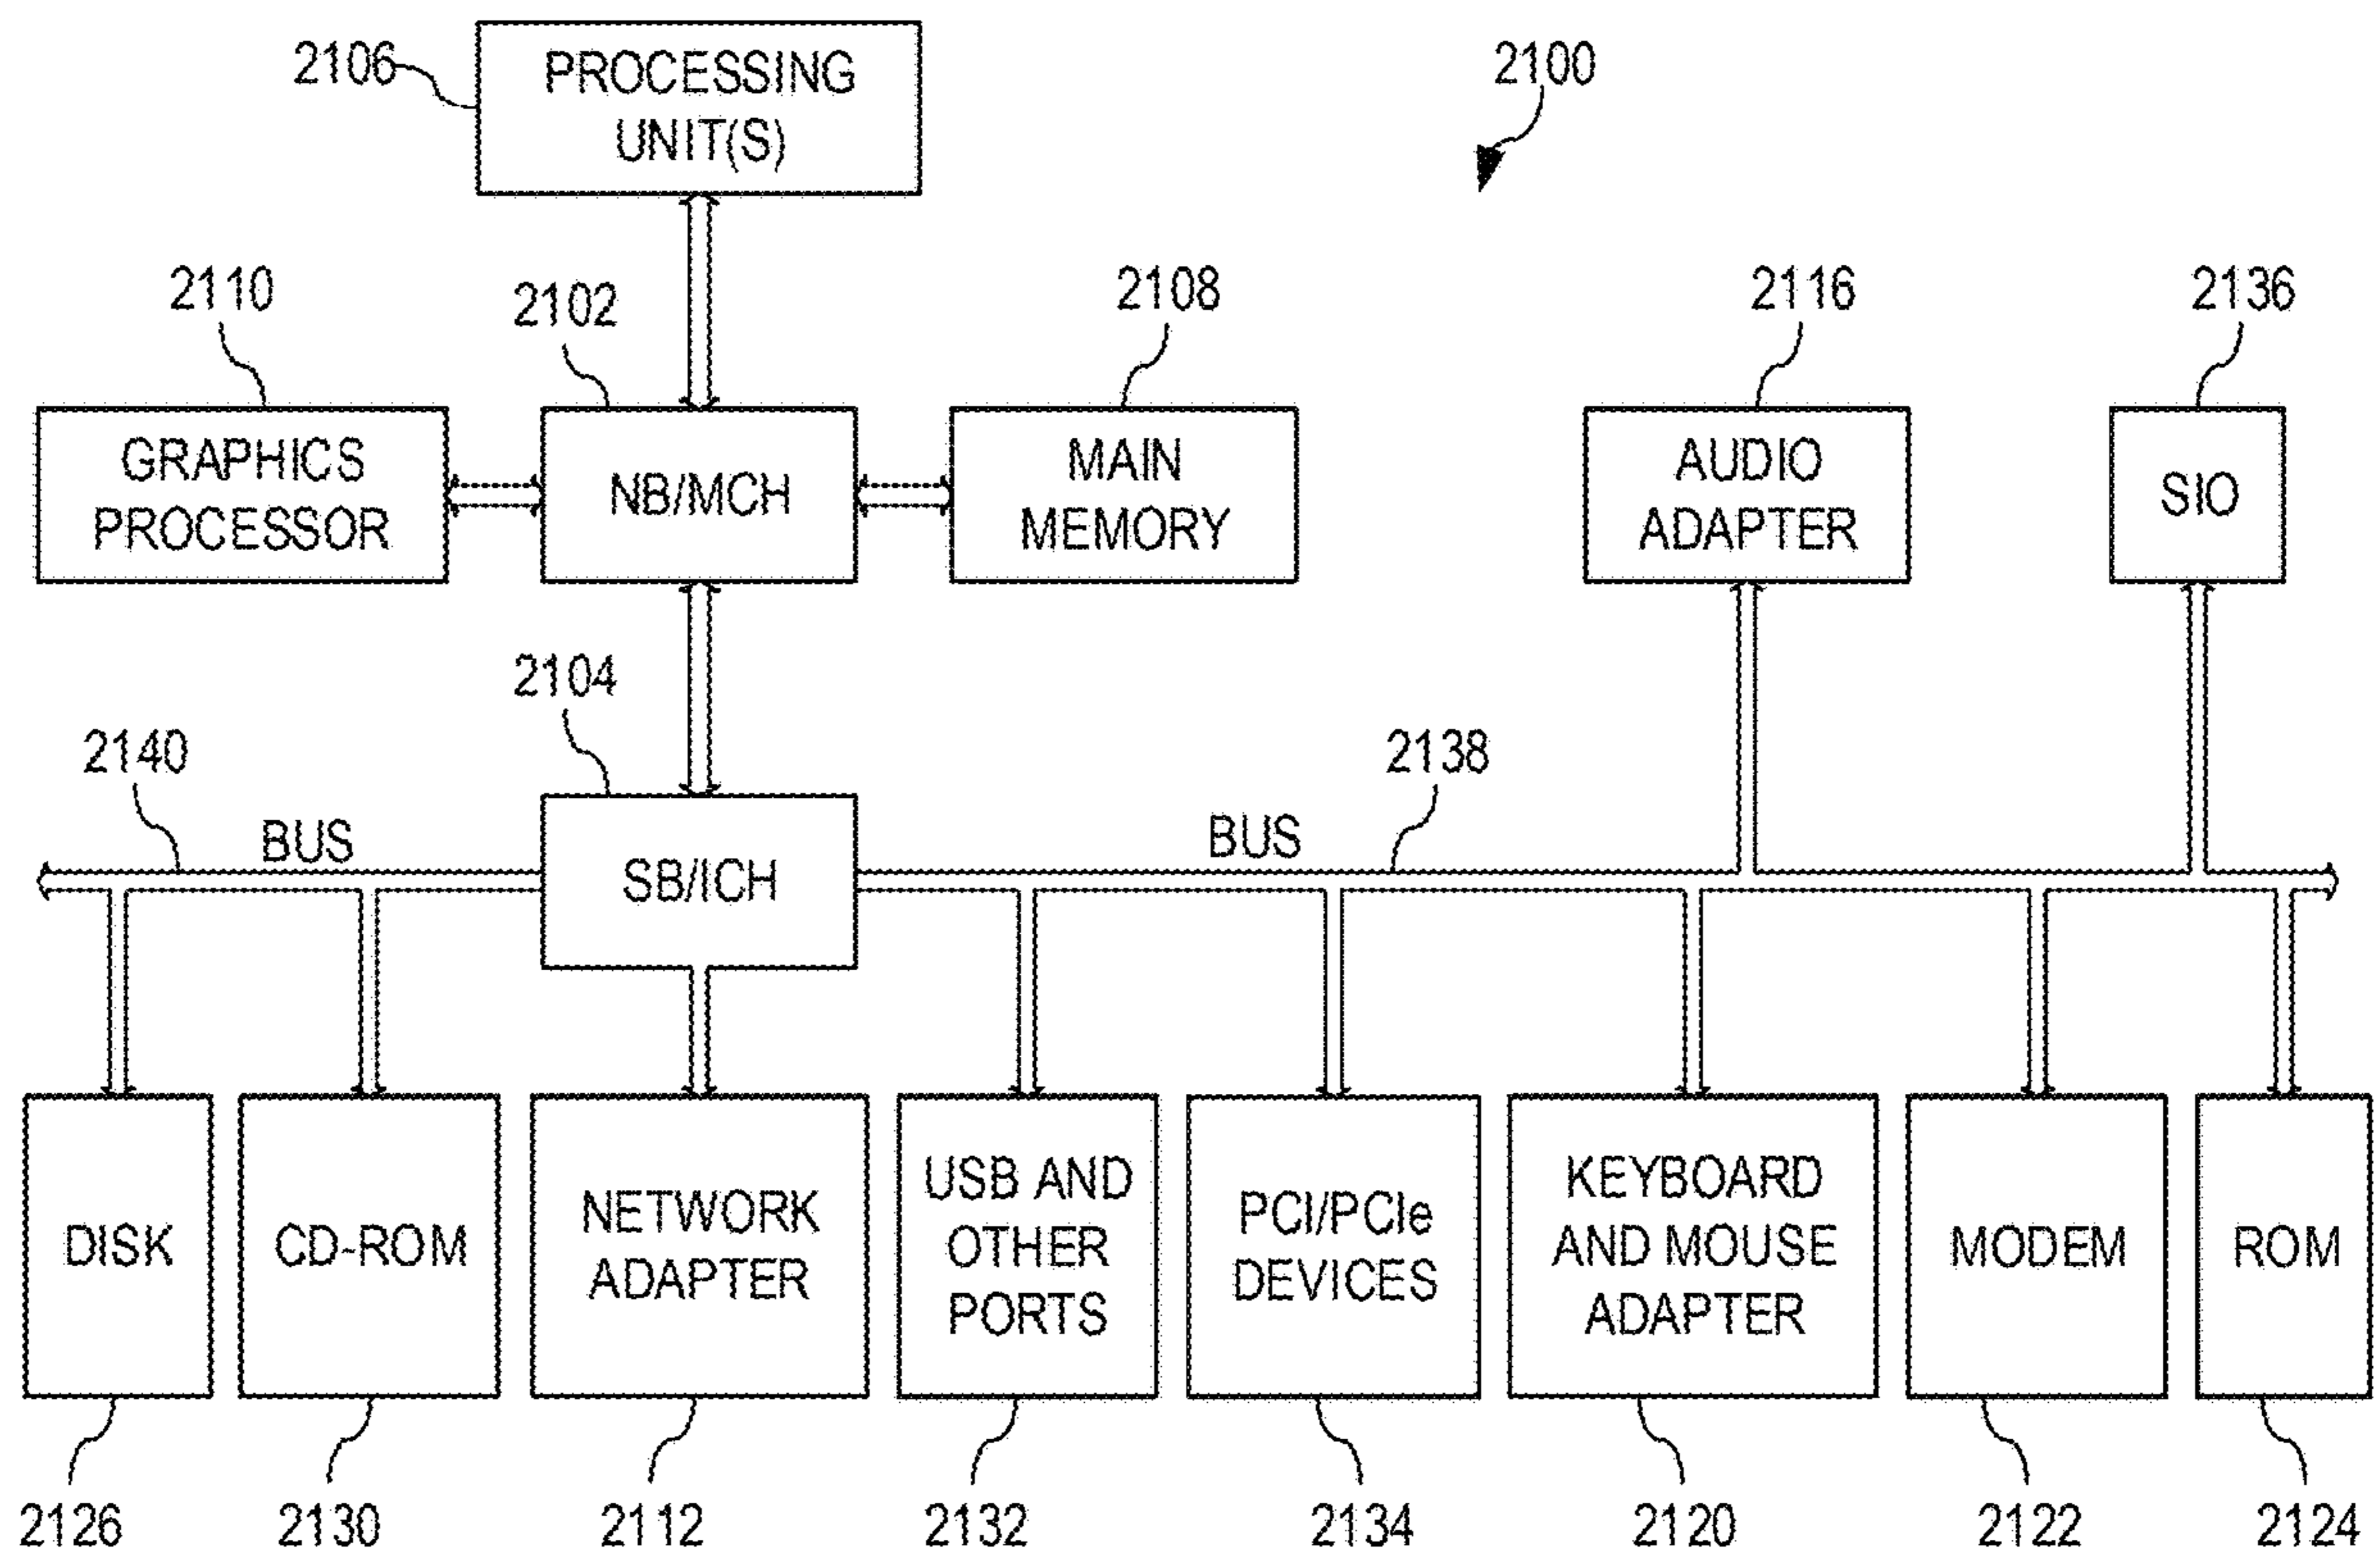 2106
PROCESSING
UNIT(S)
2100
2110
2102
2108
2116
2136
GRAPHICS
PROCESSOR
NB/MCH
MAIN
MEMORY
AUDIO
ADAPTER
SIO
2104
2140
2138
BUS
BUS
SB/ICH
DISK
CD-ROM
NETWORK
ADAPTER
USB AND
OTHER
PORTS
PCI/PCIe
DEVICES
KEYBOARD
AND MOUSE
ADAPTER
MODEM
ROM
2126
2130
2112
2132
2134
2120
2122
2124